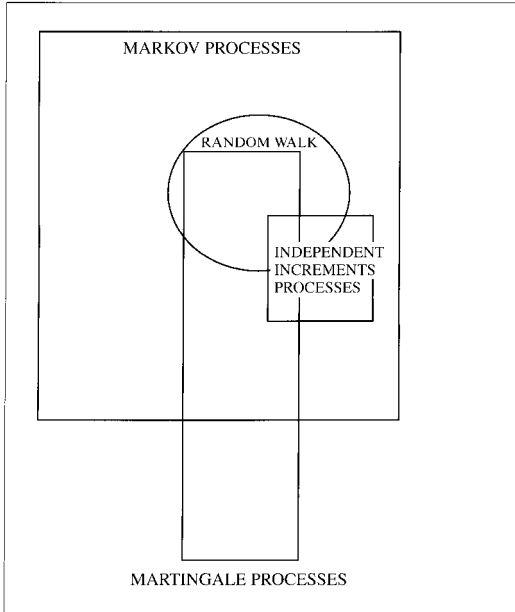 MARKOV PROCESSES
RANDOM WALK
INDEPENDENT
INCREMENTS
PROCESSES
MARTINGALE PROCESSES